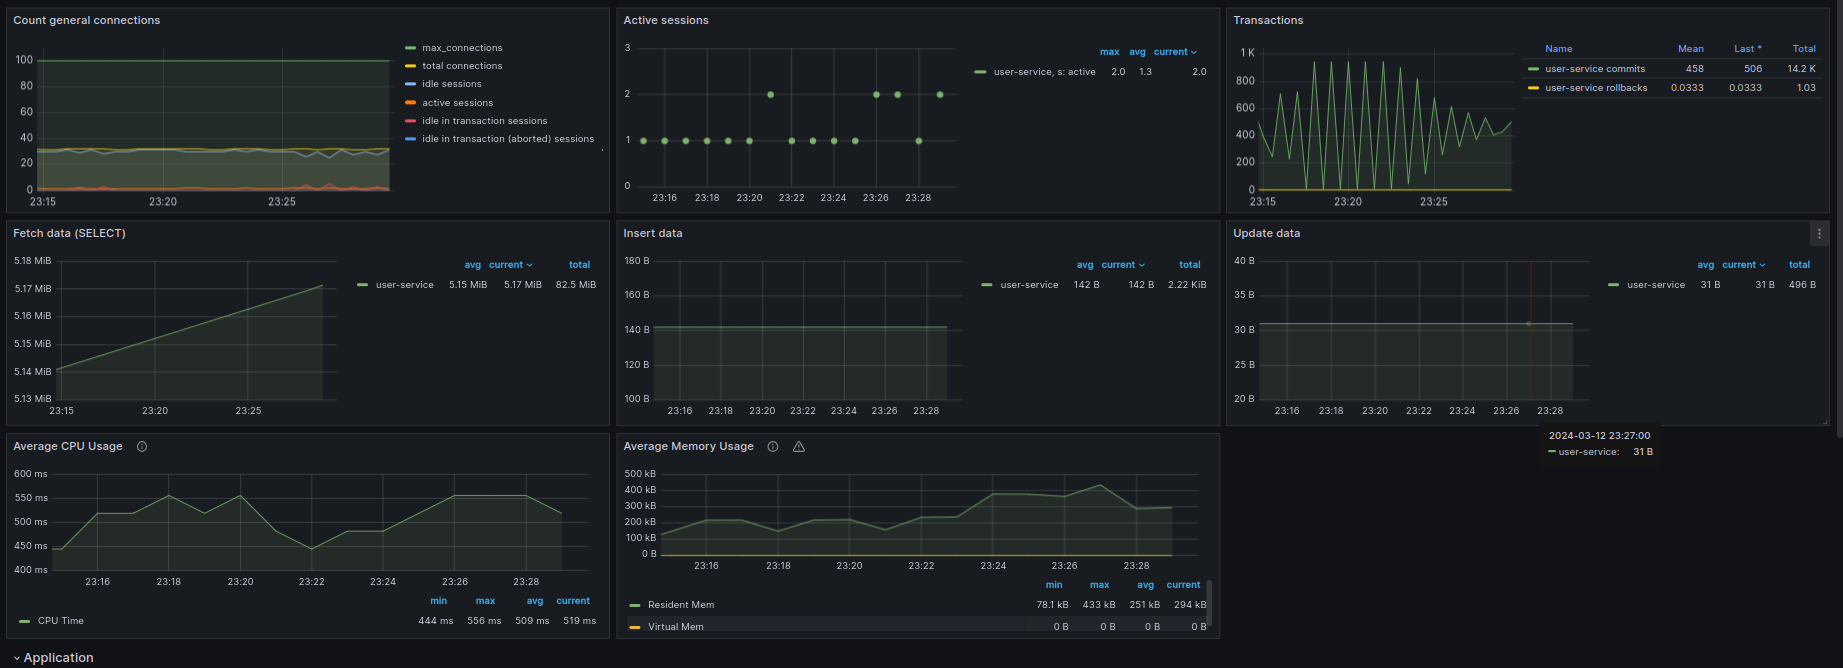 Count general connections
100
80
60
40
20
0
23:15 23:20 23:25
max_connections
total connections
idle sessions
active sessions
idle in transaction sessions
idle in transaction (aborted) sessions
Active sessions
3
2
1
0
23:16 23:18 23:20 23:22 23:24 23:26 23:28
max avg current
user-service, s: active 2.0 1.3 2.0
Transactions
1 K
800
600
400
200
0
23:15 23:20 23:25
Name Mean Last * Total
user-service commits 458 506 14.2 K
user-service rollbacks 0.0333 0.0333 1.03
Fetch data (SELECT)
5.18 MiB
5.17 MiB
5.16 MiB
5.15 MiB
5.14 MiB
5.13 MiB
23:15 23:20 23:25
avg current total
user-service 5.15 MiB 5.17 MiB 82.5 MiB
Insert data
180 B
160 B
140 B
120 B
100 B
23:16 23:18 23:20 23:22 23:24 23:26 23:28
avg current total
user-service 142 B 142 B 2.22 KiB
Update data
40 B
35 B
30 B
25 B
20 B
23:16 23:18 23:20 23:22 23:24 23:26 23:28
avg current total
user-service 31 B 31 B 496 B
2024-03-12 23:27:00
user-service: 31 B
Average CPU Usage
600 ms
550 ms
500 ms
450 ms
400 ms
23:16 23:18 23:20 23:22 23:24 23:26 23:28
min max avg current
CPU Time 444 ms 556 ms 509 ms 519 ms
Average Memory Usage
500 kB
400 kB
300 kB
200 kB
100 kB
0 B
23:16 23:18 23:20 23:22 23:24 23:26 23:28
min max avg current
Resident Mem 78.1 kB 433 kB 251 kB 294 kB
Virtual Mem 0 B 0 B 0 B 0 B
Application